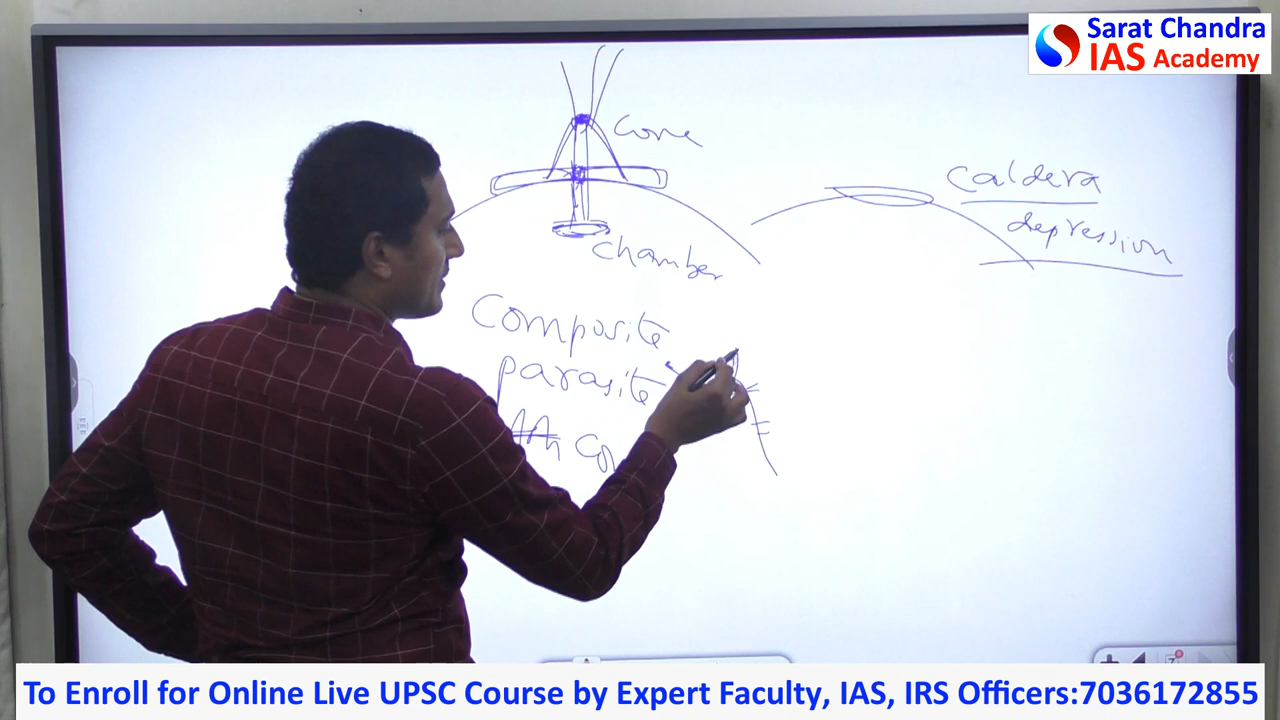 Sarat Chandra
IAS Academy
Cone
Caldera
depression
chamber
Composite
parasite
To Enroll for Online Live UPSC Course by Expert Faculty, IAS, IRS Officers:7036172855